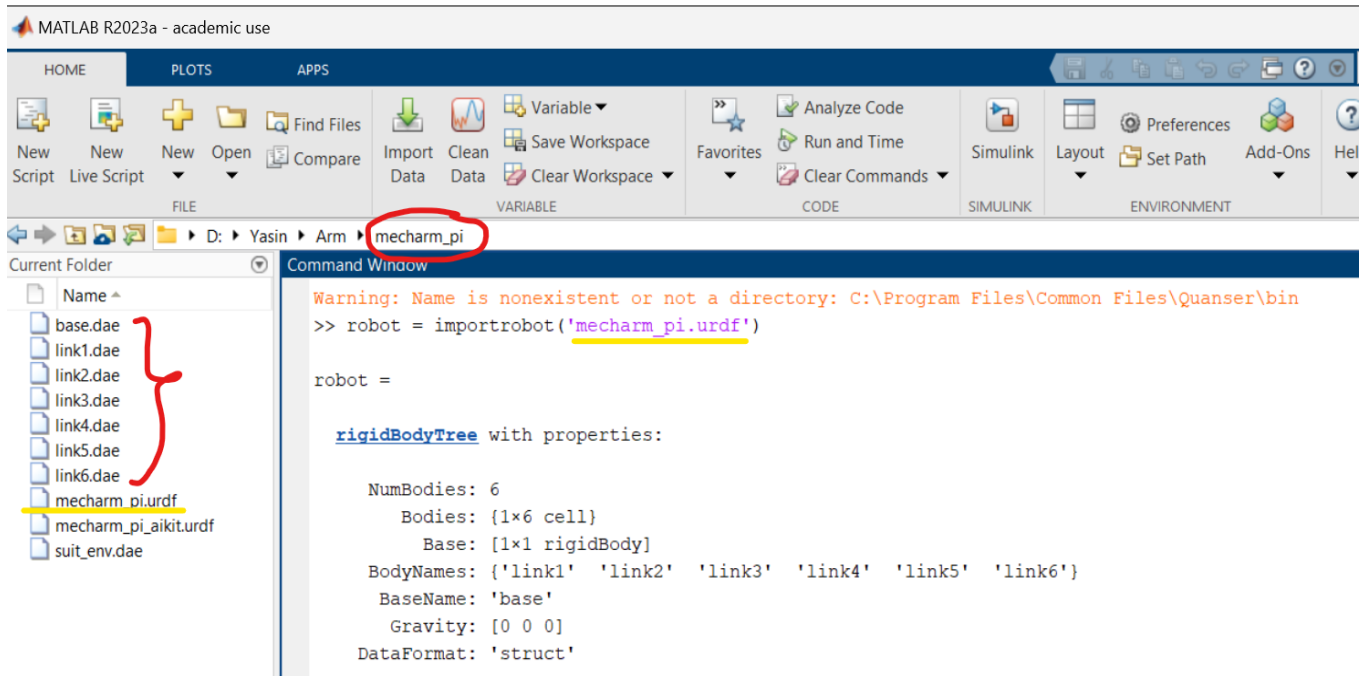 MATLAB R2023a - academic use
HOME PLOTS APPS
New Script
New Live Script
New
Open
Find Files
Compare
FILE
Import Data
Clean Data
Variable
Save Workspace
Clear Workspace
VARIABLE
Favorites
Analyze Code
Run and Time
Clear Commands
CODE
Simulink
SIMULINK
Layout
Preferences
Set Path
Add-Ons
ENVIRONMENT
Hel
D: Yasin Arm mecharm_pi
Current Folder
Name
base.dae
link1.dae
link2.dae
link3.dae
link4.dae
link5.dae
link6.dae
mecharm_pi.urdf
mecharm_pi_aikit.urdf
suit_env.dae
Command Window
Warning: Name is nonexistent or not a directory: C:\Program Files\Common Files\Quanser\bin
>> robot = importrobot('mecharm_pi.urdf')
robot =
rigidBodyTree with properties:
NumBodies: 6
Bodies: {1×6 cell}
Base: [1×1 rigidBody]
BodyNames: {'link1' 'link2' 'link3' 'link4' 'link5' 'link6'}
BaseName: 'base'
Gravity: [0 0 0]
DataFormat: 'struct'